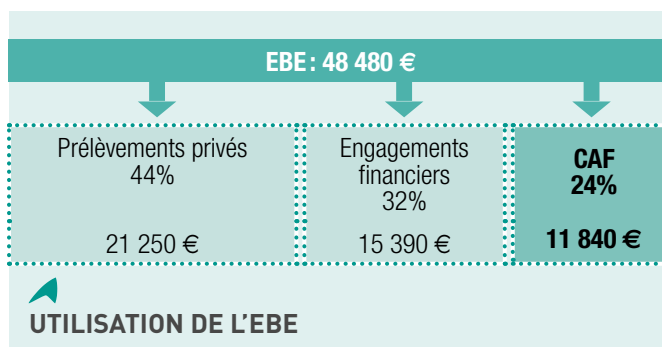 EBE : 48 480 €
Prélèvements privés
44%
21 250 €
Engagements
financiers
32%
15 390 €
CAF
24%
11 840 €
UTILISATION DE L'EBE